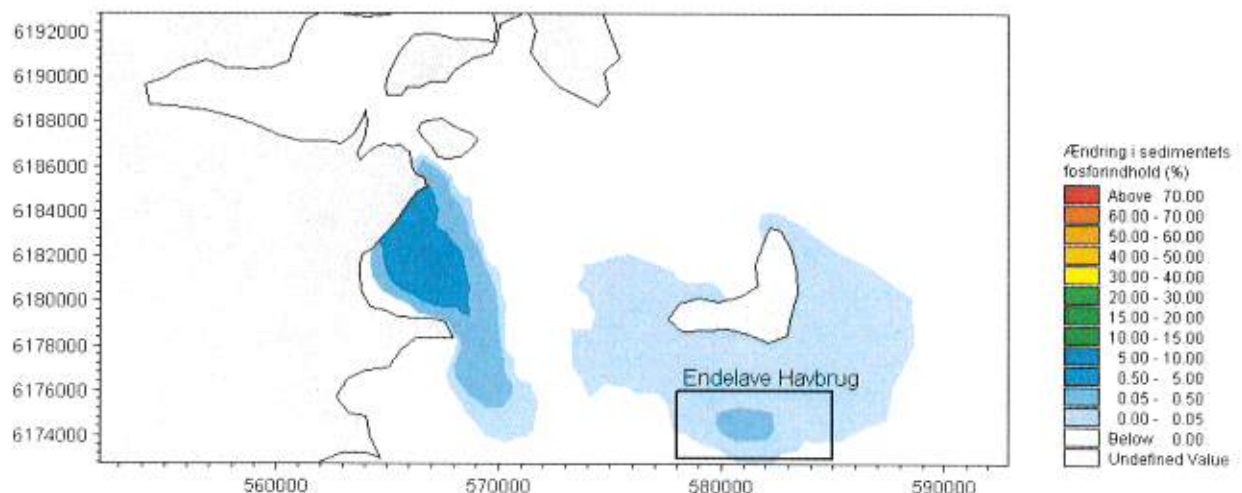 6192000
6190000
6188000
6186000
6184000
6182000
6180000
6178000
6176000
6174000
560000
570000
580000
590000
Endelave Havbrug
Ændring i sedimentets
fosforindhold (%)
Above 70.00
60.00 - 70.00
50.00 - 60.00
40.00 - 50.00
30.00 - 40.00
20.00 - 30.00
15.00 - 20.00
10.00 - 15.00
5.00 - 10.00
0.50 - 5.00
0.05 - 0.50
0.00 - 0.05
Below 0.00
Undefined Value